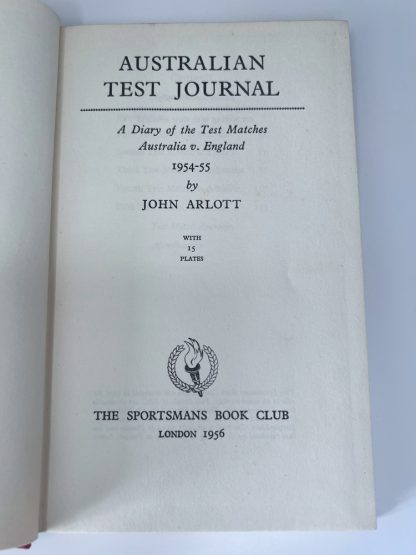 AUSTRALIAN
TEST JOURNAL
A Diary of the Test Matches
Australia v. England
1954-55
by
JOHN ARLOTT
WITH
15
PLATES
THE SPORTSMANS BOOK CLUB
LONDON 1956